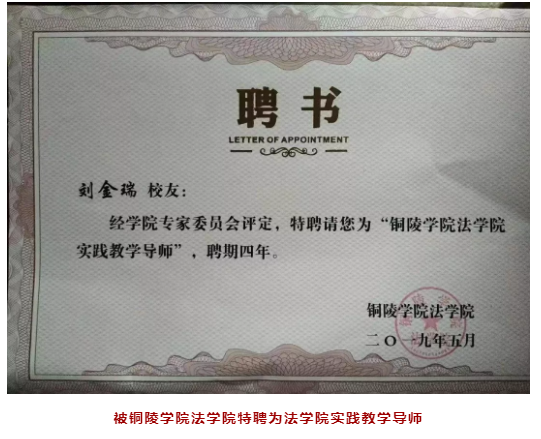 聘书
LETTER OF APPOINTMENT
刘金瑞 校友：
经学院专家委员会评定，特聘请您为“铜陵学院法学院
实践教学导师”，聘期四年。
铜陵学院法学院
二〇一九年五月
被铜陵学院法学院特聘为法学院实践教学导师